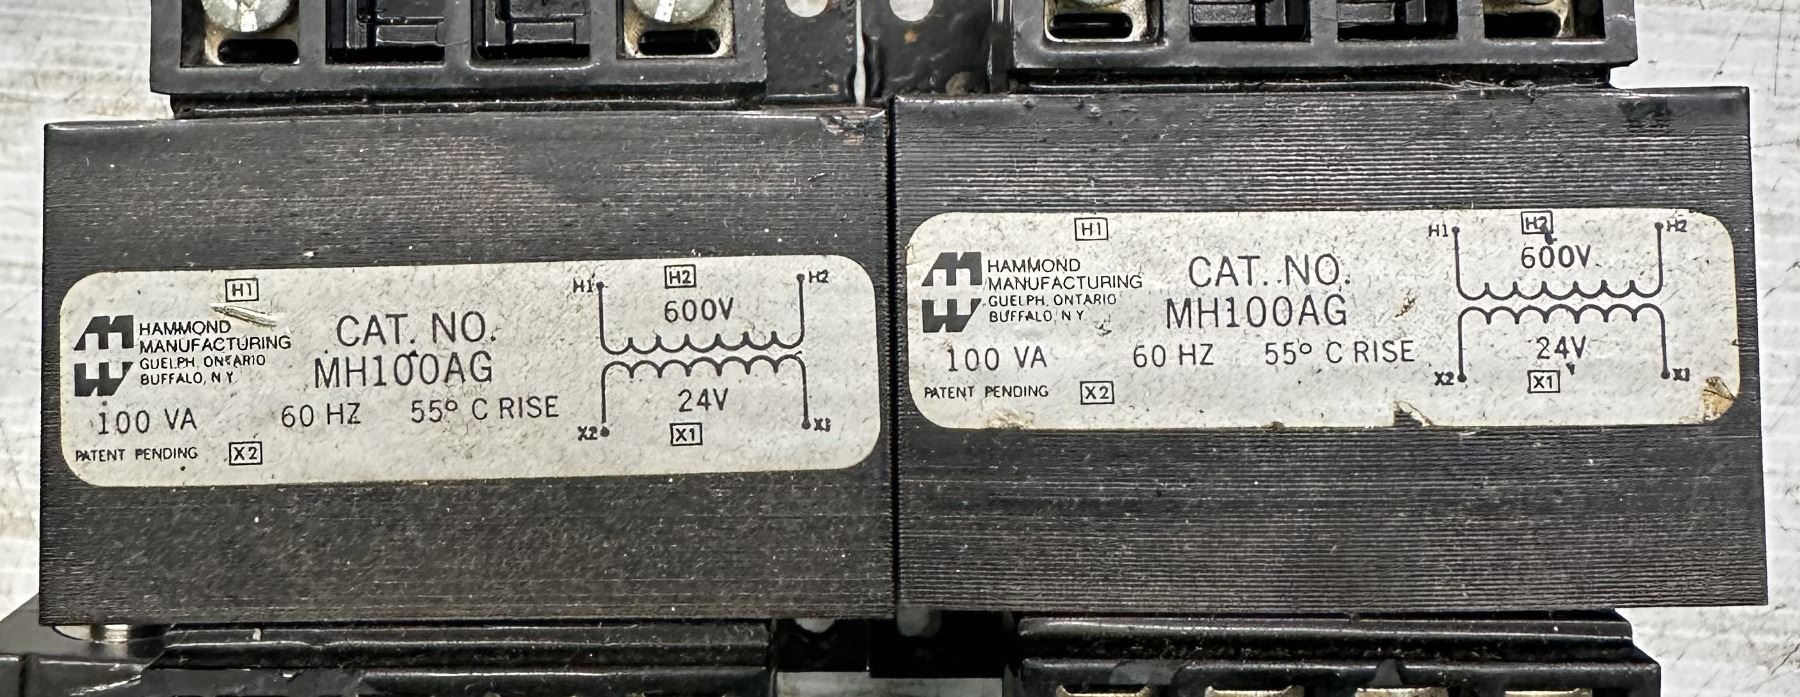 H1
H1 H2 H2
600V
HAMMOND
MANUFACTURING
GUELPH, ONTARIO
BUFFALO, N.Y.
CAT. NO.
MH100AG
24V
100 VA 60 HZ 55° C RISE
X2 X1 X1
PATENT PENDING X2
H1
H1 H2 H2
600V
HAMMOND
MANUFACTURING
GUELPH, ONTARIO
BUFFALO, N.Y.
CAT. NO.
MH100AG
24V
100 VA 60 HZ 55° C RISE
X2 X1 X1
PATENT PENDING X2